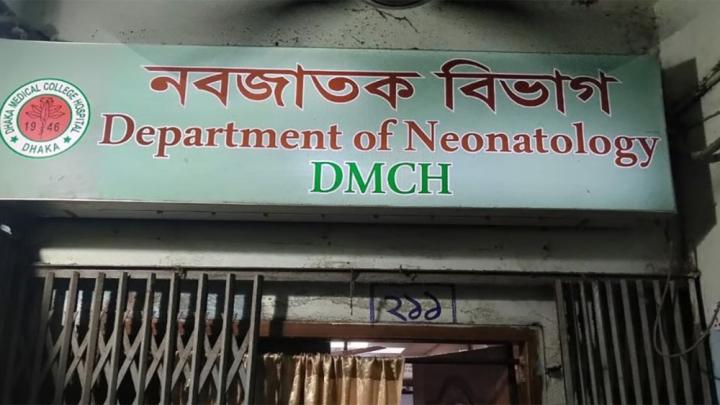 নবজাতক বিভাগ
DHAKA MEDICAL COLLEGE HOSPITAL
1946
DHAKA
Department of Neonatology
DMCH
২১১